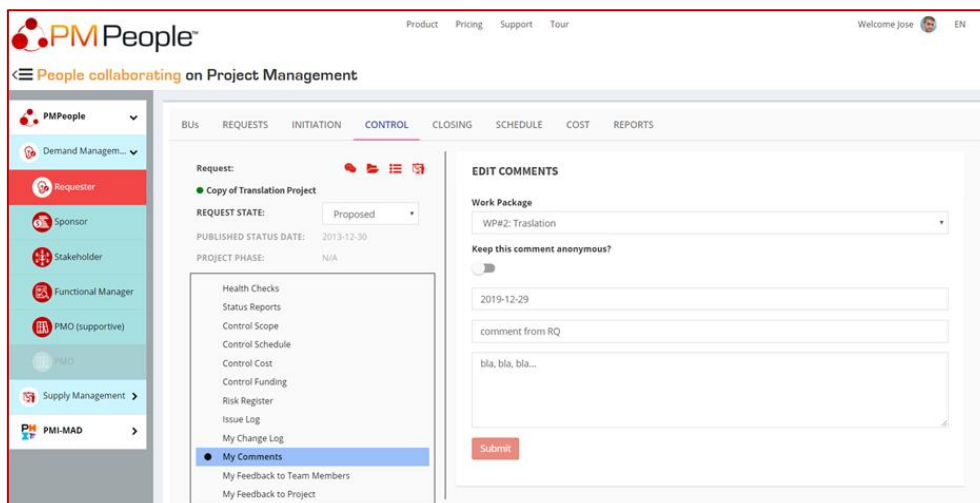 PMPeople™
Product Pricing Support Tour
Welcome Jose
EN
People collaborating on Project Management
PMPeople
Demand Managem...
Requester
Sponsor
Stakeholder
Functional Manager
PMO (supportive)
PMO
Supply Management
PMI-MAD
BUs REQUESTS INITIATION CONTROL CLOSING SCHEDULE COST REPORTS
Request:
Copy of Translation Project
REQUEST STATE: Proposed
PUBLISHED STATUS DATE: 2013-12-30
PROJECT PHASE: N/A
Health Checks
Status Reports
Control Scope
Control Schedule
Control Cost
Control Funding
Risk Register
Issue Log
My Change Log
My Comments
My Feedback to Team Members
My Feedback to Project
EDIT COMMENTS
Work Package
WP#2: Traslation
Keep this comment anonymous?
2019-12-29
comment from RQ
bla, bla, bla...
Submit